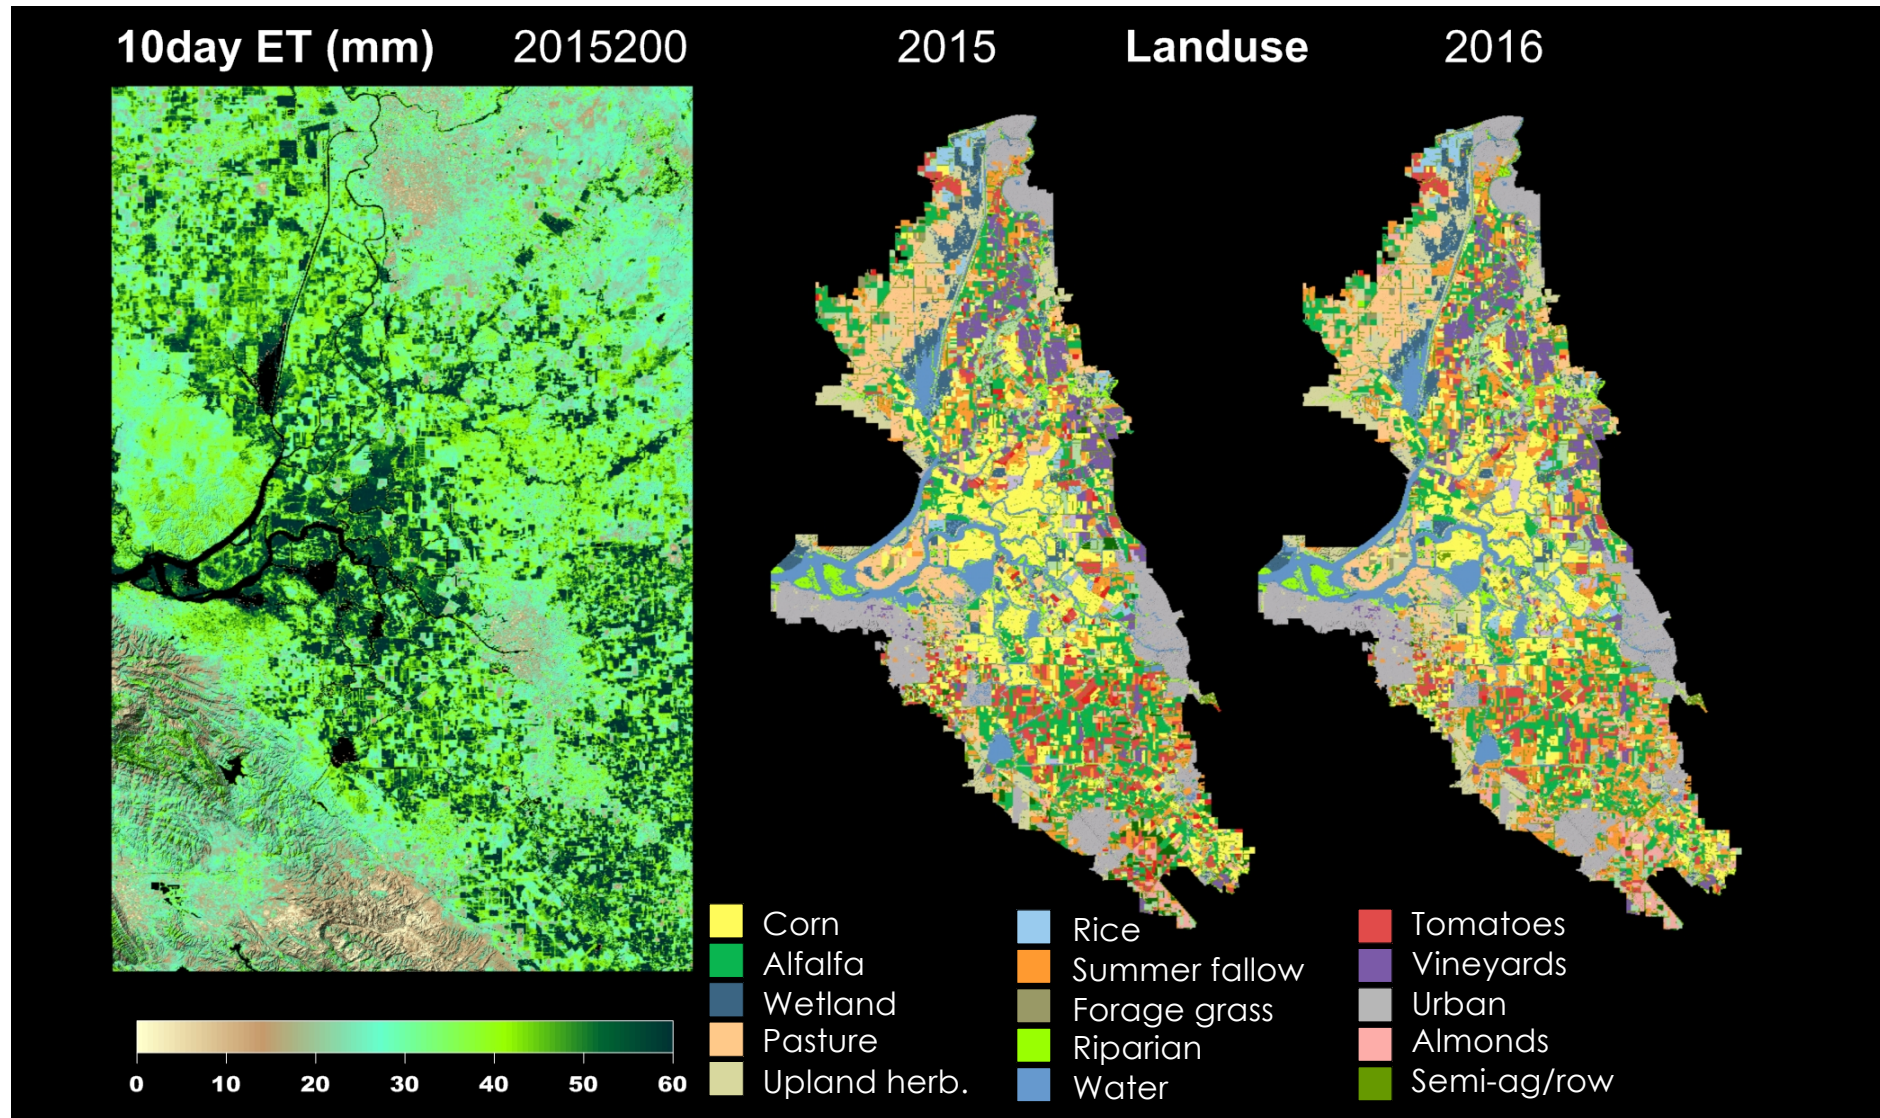 10day ET (mm) 2015200 2015 Landuse 2016
0 10 20 30 40 50 60
Corn
Alfalfa
Wetland
Pasture
Upland herb.
Rice
Summer fallow
Forage grass
Riparian
Water
Tomatoes
Vineyards
Urban
Almonds
Semi-ag/row